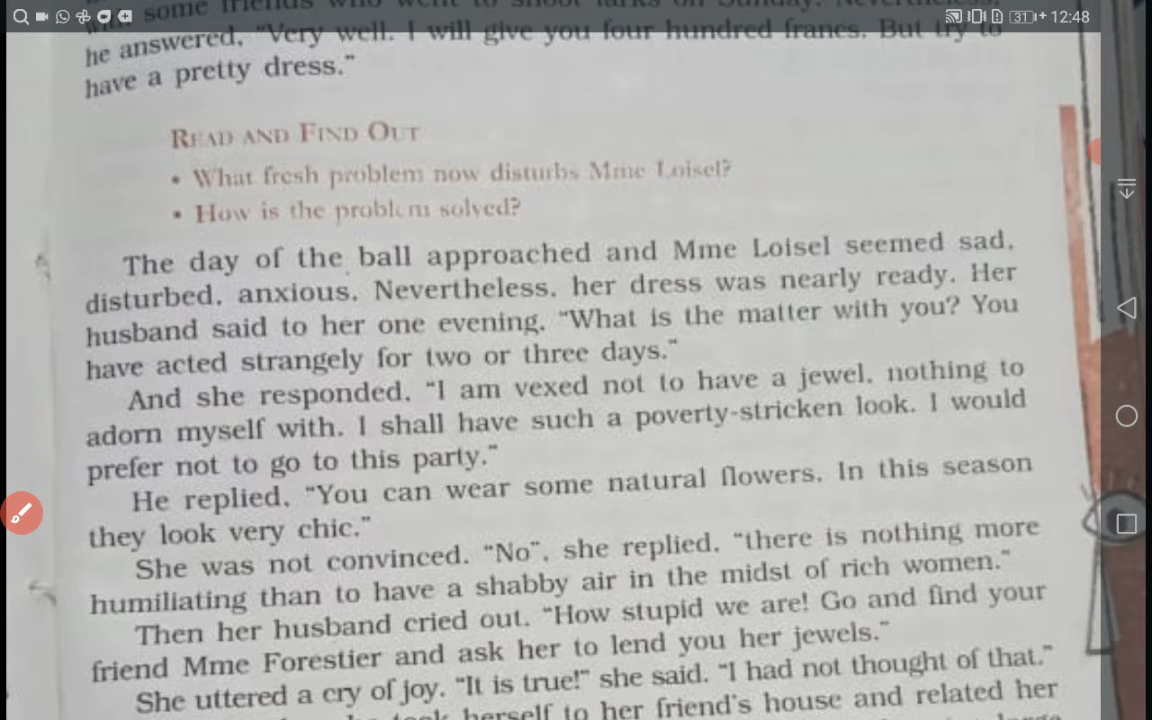 12:48
31
some friends who went to shoot larks on Sunday. Nevertheless,
he answered, "Very well. I will give you four hundred francs. But try to
have a pretty dress."
READ AND FIND OUT
• What fresh problem now disturbs Mme Loisel?
• How is the problem solved?
The day of the ball approached and Mme Loisel seemed sad,
disturbed, anxious. Nevertheless, her dress was nearly ready. Her
husband said to her one evening, "What is the matter with you? You
have acted strangely for two or three days."
And she responded, "I am vexed not to have a jewel, nothing to
adorn myself with. I shall have such a poverty-stricken look. I would
prefer not to go to this party."
He replied, "You can wear some natural flowers. In this season
they look very chic."
She was not convinced. "No", she replied, "there is nothing more
humiliating than to have a shabby air in the midst of rich women."
Then her husband cried out, "How stupid we are! Go and find your
friend Mme Forestier and ask her to lend you her jewels."
She uttered a cry of joy. "It is true!" she said. "I had not thought of that."
took herself to her friend's house and related her